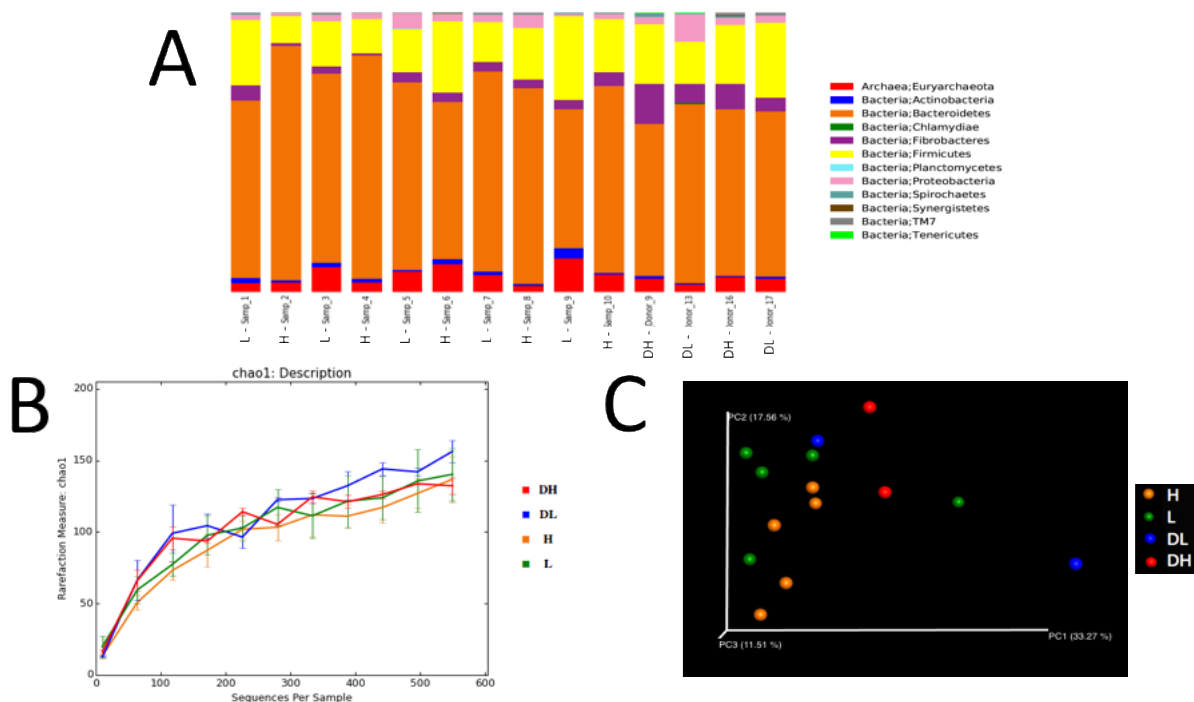 A
Archaea;Euryarchaeota
Bacteria;Actinobacteria
Bacteria;Bacteroidetes
Bacteria;Chlamydiae
Bacteria;Fibrobacteres
Bacteria;Firmicutes
Bacteria;Planctomycetes
Bacteria;Proteobacteria
Bacteria;Spirochaetes
Bacteria;Synergistetes
Bacteria;TM7
Bacteria;Tenericutes
L - Samp_1
H - Samp_2
L - Samp_3
H - Samp_4
L - Samp_5
H - Samp_6
L - Samp_7
H - Samp_8
L - Samp_9
H - Samp_10
DH - Donor_9
DL - Jonor_13
DH - Jonor_16
DL - Jonor_17
B
chao1: Description
200
150
100
50
0
Rarefaction Measure: chao1
0 100 200 300 400 500 600
Sequences Per Sample
DH
DL
H
L
C
PC2 (17.56 %)
PC3 (11.51 %)
PC1 (33.27 %)
H
L
DL
DH